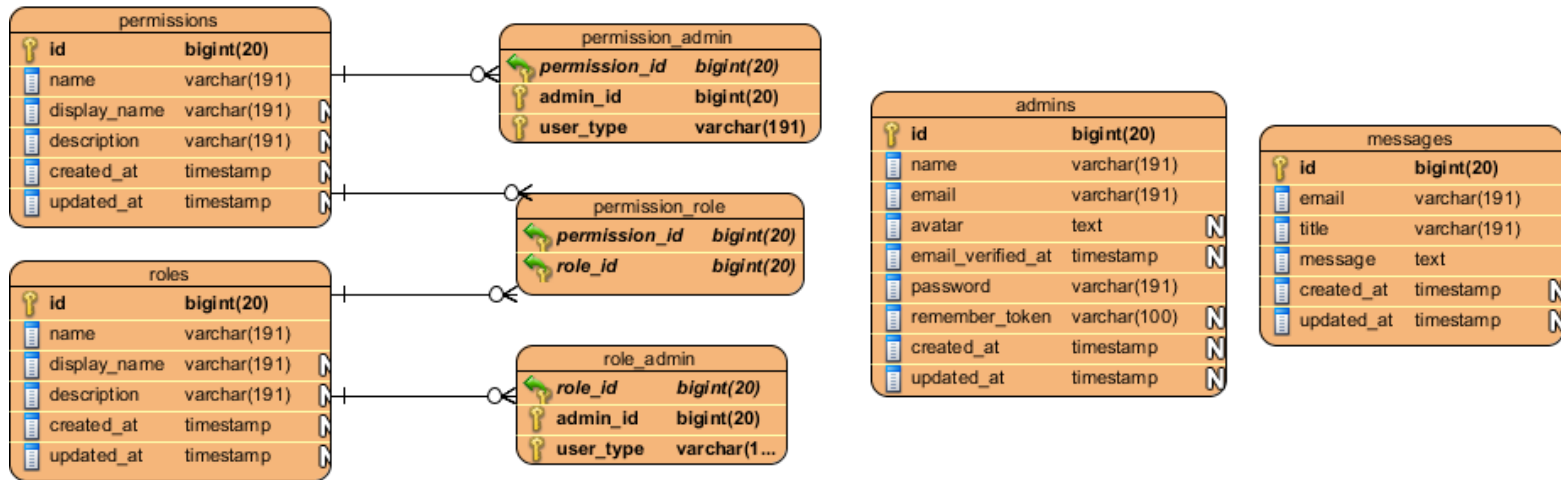 permissions
id bigint(20)
name varchar(191)
display_name varchar(191) N
description varchar(191) N
created_at timestamp N
updated_at timestamp N
roles
id bigint(20)
name varchar(191)
display_name varchar(191) N
description varchar(191) N
created_at timestamp N
updated_at timestamp N
permission_admin
permission_id bigint(20)
admin_id bigint(20)
user_type varchar(191)
permission_role
permission_id bigint(20)
role_id bigint(20)
role_admin
role_id bigint(20)
admin_id bigint(20)
user_type varchar(1...
admins
id bigint(20)
name varchar(191)
email varchar(191)
avatar text N
email_verified_at timestamp N
password varchar(191)
remember_token varchar(100) N
created_at timestamp N
updated_at timestamp N
messages
id bigint(20)
email varchar(191)
title varchar(191)
message text
created_at timestamp N
updated_at timestamp N